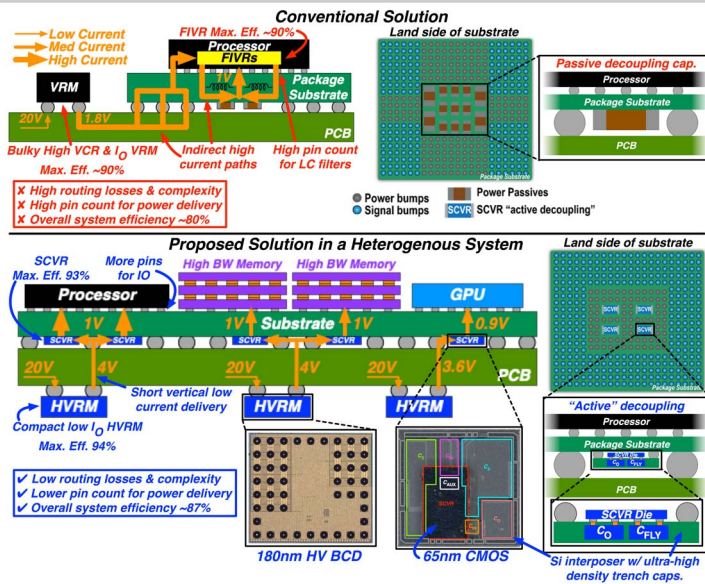 Conventional Solution
Low Current
Med Current
High Current
FIVR Max. Eff. ~90%
Processor
FIVRs
1V
VRM
Package
Substrate
20V
1.8V
PCB
Bulky High VCR & IO VRM
Max. Eff. ~90%
Indirect high
current paths
High pin count
for LC filters
✘ High routing losses & complexity
✘ High pin count for power delivery
✘ Overall system efficiency ~80%
Land side of substrate
Package Substrate
Power bumps
Signal bumps
Power Passives
SCVR SCVR “active decoupling”
Passive decoupling cap.
Processor
Package Substrate
PCB
Proposed Solution in a Heterogenous System
SCVR
Max. Eff. 93%
More pins
for IO
High BW Memory
High BW Memory
Processor
GPU
1V
1V
Substrate
1V
0.9V
SCVR
SCVR
SCVR
SCVR
SCVR
20V
4V
20V
4V
20V
3.6V
PCB
HVRM
HVRM
HVRM
Short vertical low
current delivery
Compact low IO HVRM
Max. Eff. 94%
✔ Low routing losses & complexity
✔ Lower pin count for power delivery
✔ Overall system efficiency ~87%
180nm HV BCD
CAUX
SCVR
65nm CMOS
Land side of substrate
SCVR
SCVR
SCVR
SCVR
Package Substrate
“Active” decoupling
Processor
Package Substrate
SCVR Die
CO
CFLY
PCB
SCVR Die
CO
CFLY
Si interposer w/ ultra-high
density trench caps.